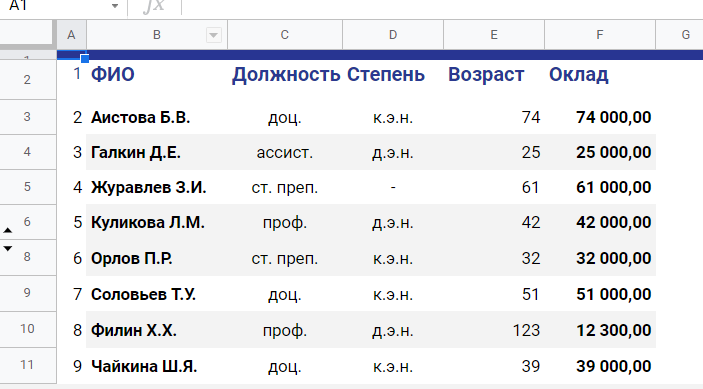 A1 fx
A B C D E F G
1
2 1 ФИО Должность Степень Возраст Оклад
3 2 Аистова Б.В. доц. к.э.н. 74 74 000,00
4 3 Галкин Д.Е. ассист. д.э.н. 25 25 000,00
5 4 Журавлев З.И. ст. преп. - 61 61 000,00
6 5 Куликова Л.М. проф. д.э.н. 42 42 000,00
8 6 Орлов П.Р. ст. преп. к.э.н. 32 32 000,00
9 7 Соловьев Т.У. доц. к.э.н. 51 51 000,00
10 8 Филин Х.Х. проф. д.э.н. 123 12 300,00
11 9 Чайкина Ш.Я. доц. к.э.н. 39 39 000,00